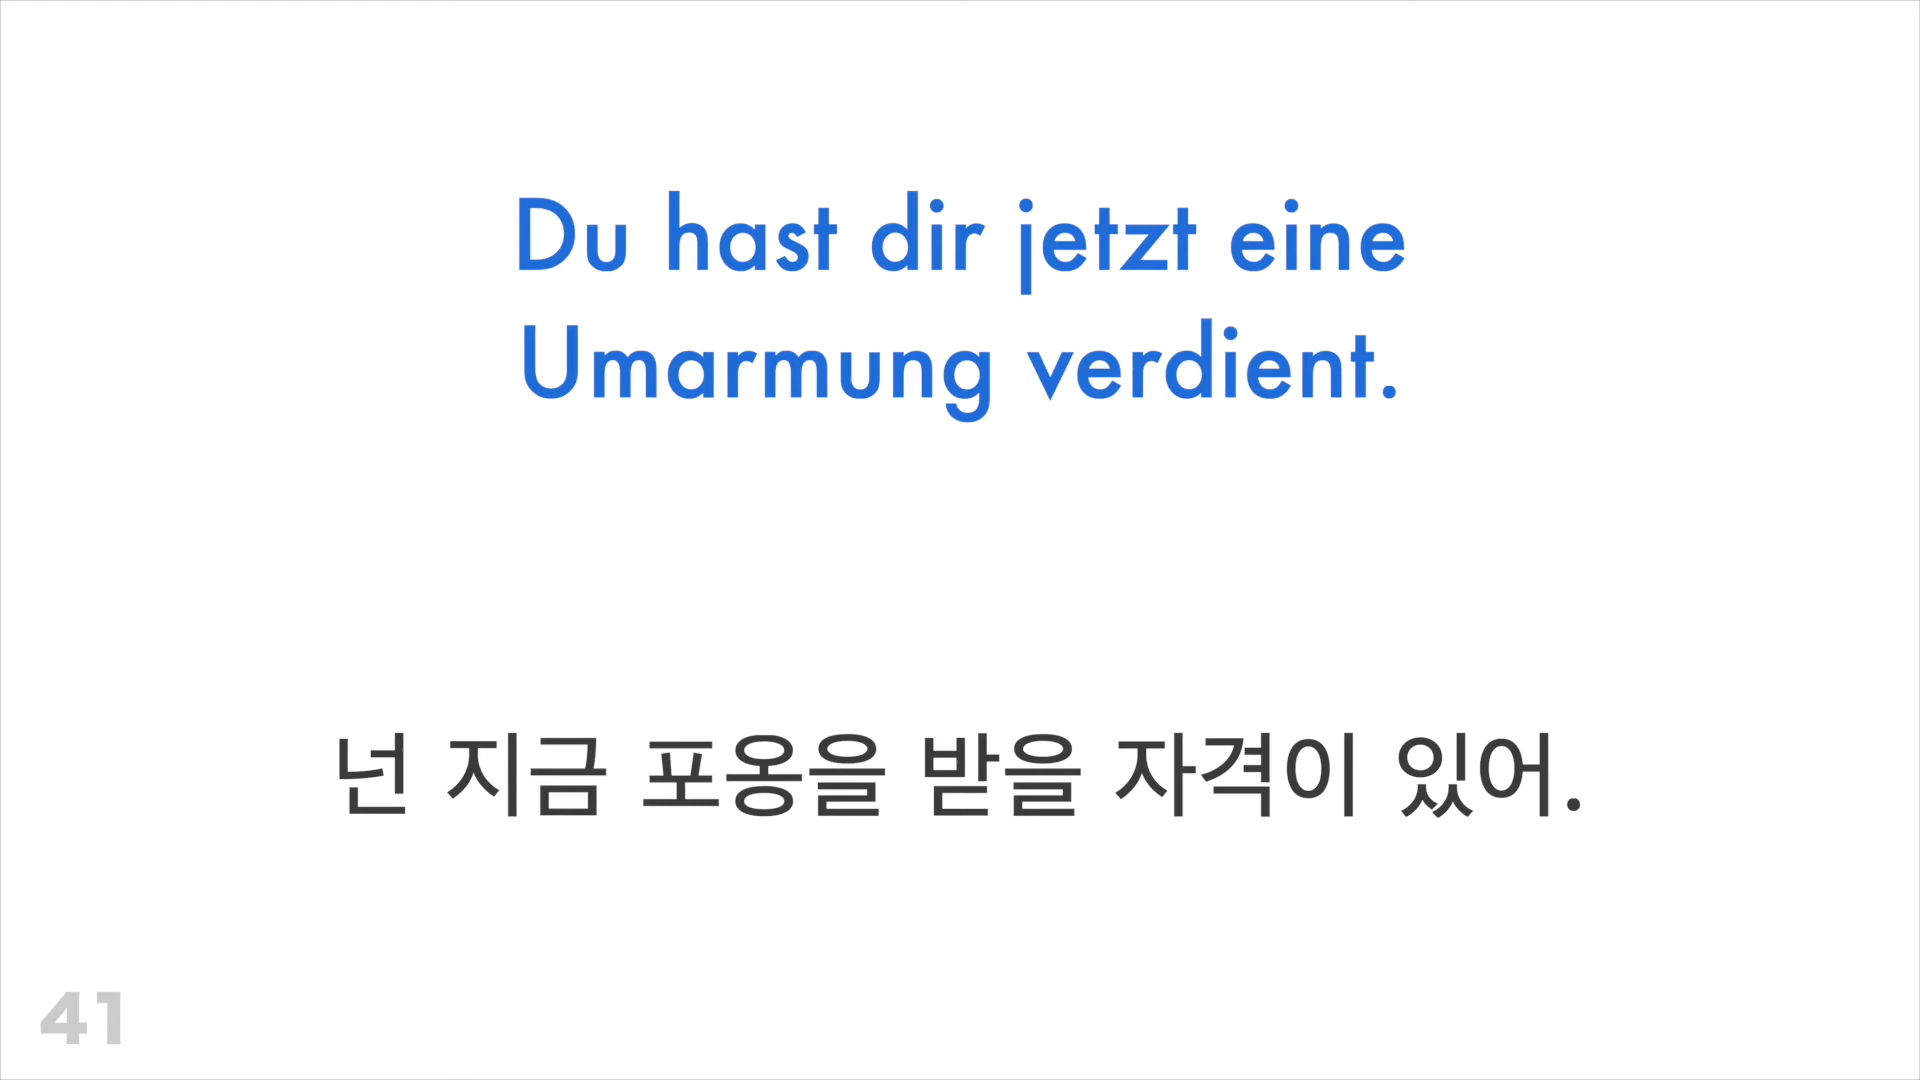 Du hast dir jetzt eine
Umarmung verdient.
넌 지금 포옹을 받을 자격이 있어.
41